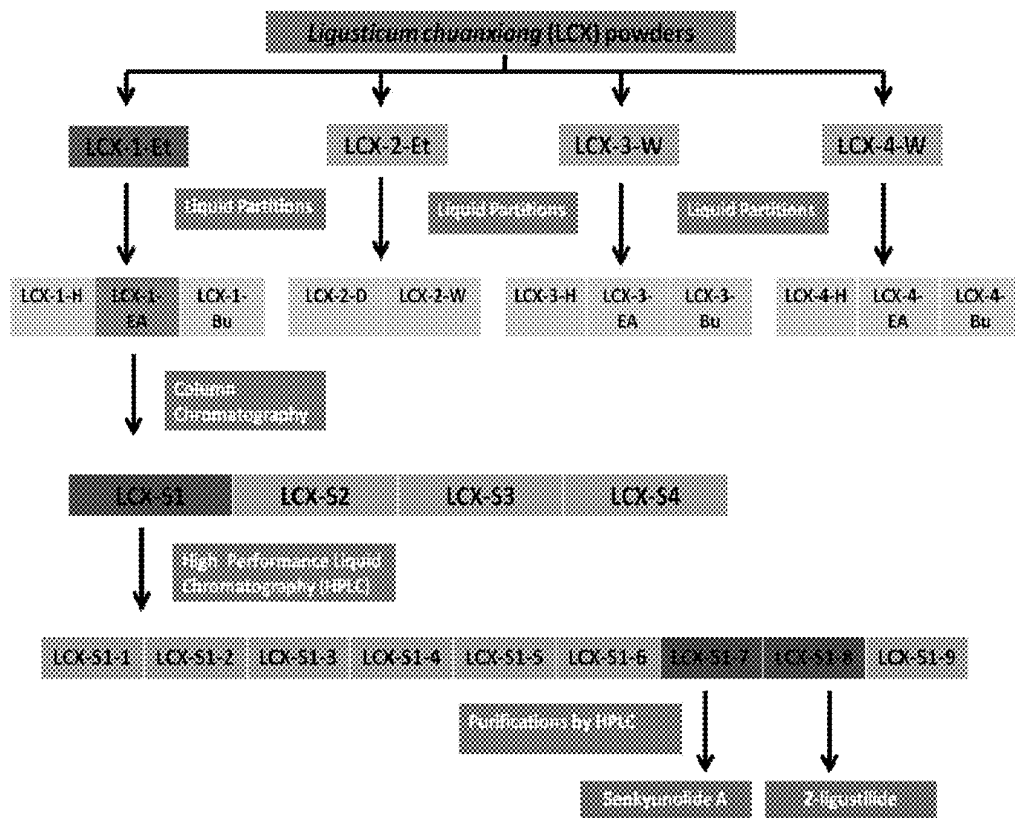 Ligusticum chuanxiang (LCX) powders
LCX-1-Et
LCX-2-Et
LCX-3-W
LCX-4-W
Liquid Partitions
Liquid Partitions
Liquid Partitions
LCX-1-H
LCX-1-
EA
LCX-1-
Bu
LCX-2-D
LCX-2-W
LCX-3-H
LCX-3-
EA
LCX-3-
Bu
LCX-4-H
LCX-4-
EA
LCX-4-
Bu
Column
Chromatography
LCX-S1
LCX-S2
LCX-S3
LCX-S4
High Performance Liquid
Chromatography (HPLC)
LCX-S1-1
LCX-S1-2
LCX-S1-3
LCX-S1-4
LCX-S1-5
LCX-S1-6
LCX-S1-7
LCX-S1-8
LCX-S1-9
Purifications by HPLC
Senkyunolide A
Z-ligustilide